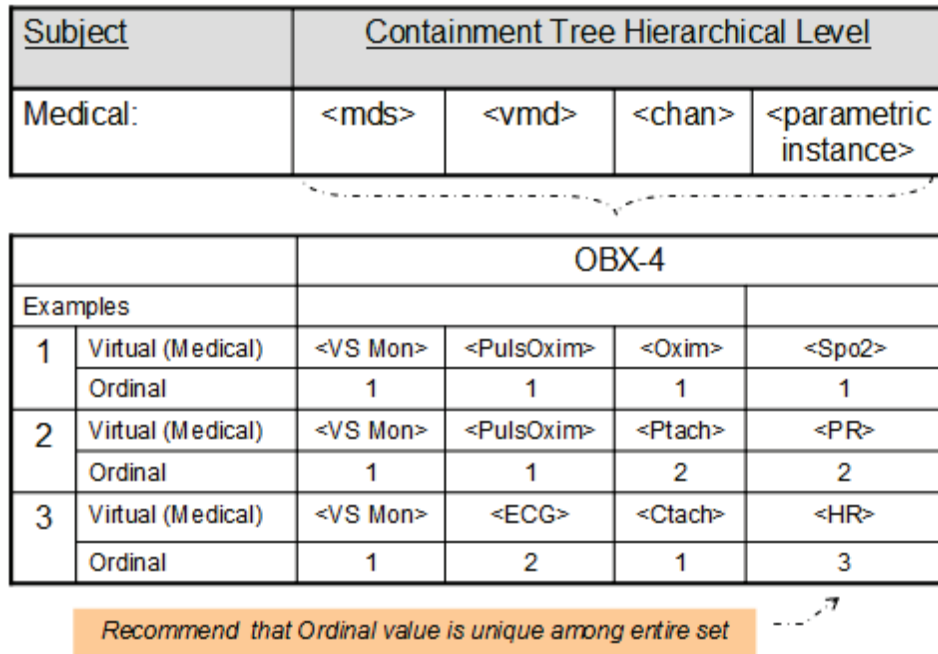 Subject Containment Tree Hierarchical Level
Medical: <mds> <vmd> <chan> <parametric
instance>
OBX-4
Examples
1 Virtual (Medical) <VS Mon> <PulsOxim> <Oxim> <Spo2>
Ordinal 1 1 1 1
2 Virtual (Medical) <VS Mon> <PulsOxim> <Ptach> <PR>
Ordinal 1 1 2 2
3 Virtual (Medical) <VS Mon> <ECG> <Ctach> <HR>
Ordinal 1 2 1 3
Recommend that Ordinal value is unique among entire set